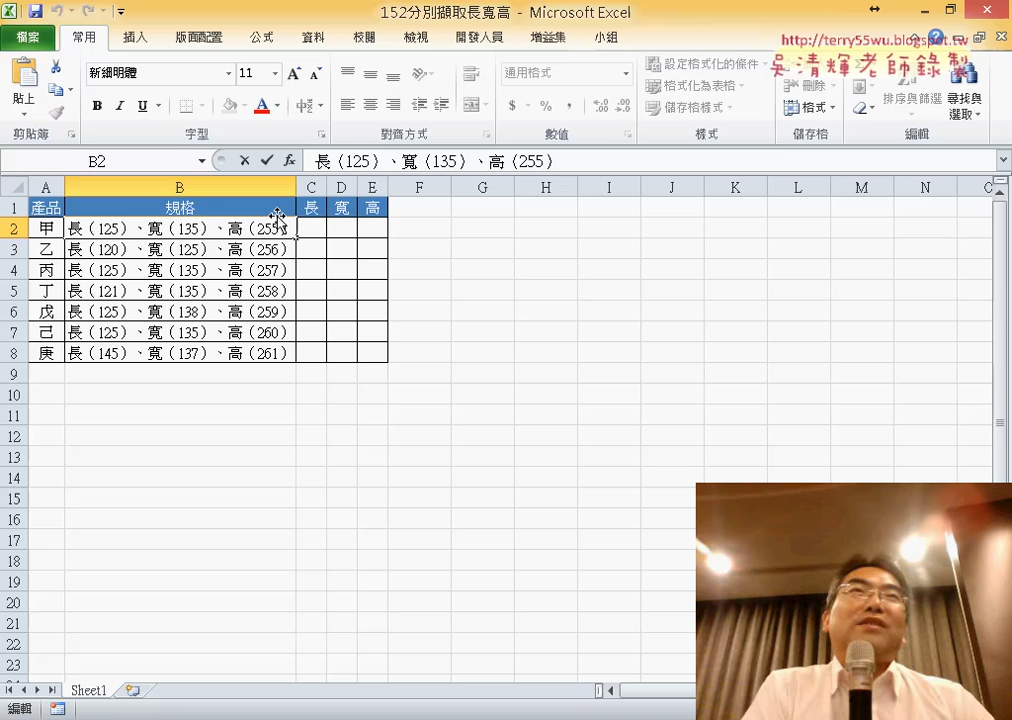 152分別擷取長寬高 - Microsoft Excel
檔案 常用 插入 版面配置 公式 資料 校閱 檢視 開發人員 增益集 小組
http://terry55wu.blogspot.tw
吳清輝老師錄製
貼上 新細明體 11 A A 通用格式 設定格式化的條件 刪除
B I U A 中 $ % , 格式化為表格 排序與篩選 尋找與選取
儲存格樣式 格式
剪貼簿 字型 對齊方式 數值 樣式 儲存格 編輯
B2 fx 長（125）、寬（135）、高（255）
A B C D E F G H I J K L M N
1 產品 規格 長 寬 高
2 甲 長（125）、寬（135）、高（255）
3 乙 長（120）、寬（125）、高（256）
4 丙 長（125）、寬（135）、高（257）
5 丁 長（121）、寬（135）、高（258）
6 戊 長（125）、寬（138）、高（259）
7 己 長（125）、寬（135）、高（260）
8 庚 長（145）、寬（137）、高（261）
9
10
11
12
13
14
15
16
17
18
19
20
21
22
23
Sheet1
編輯